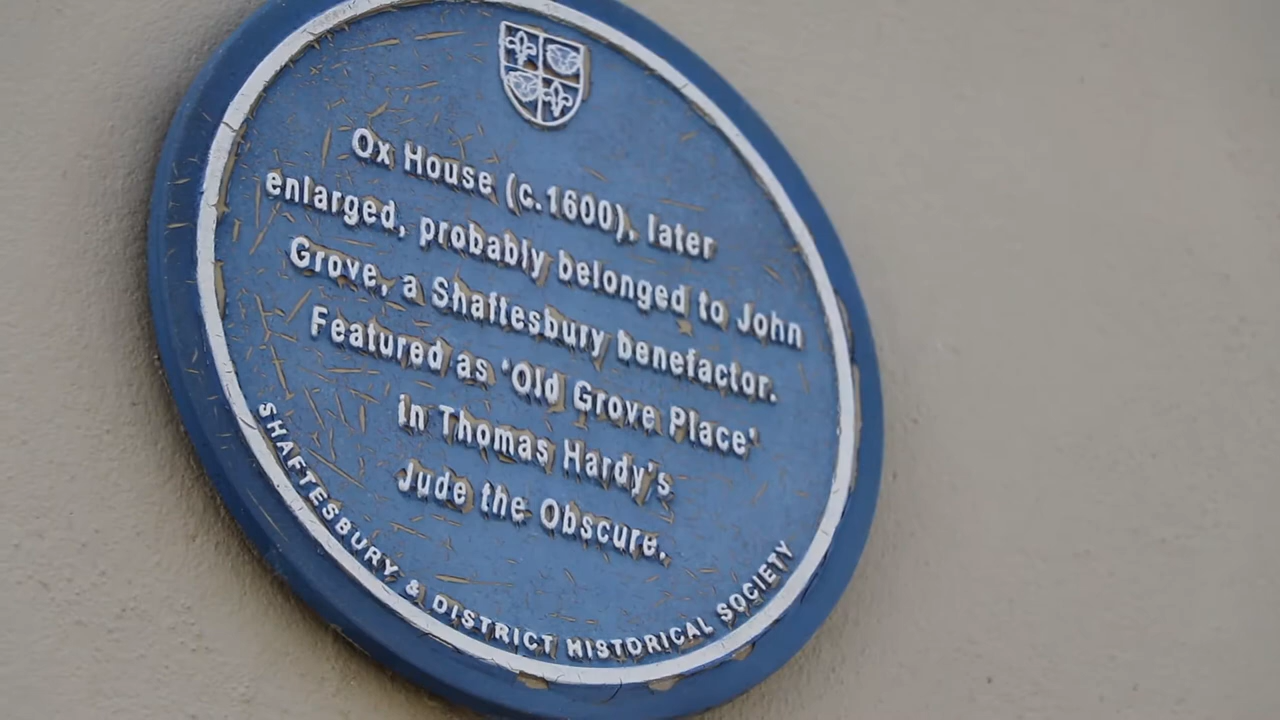 Ox House (c.1600), later
enlarged, probably belonged to John
Grove, a Shaftesbury benefactor.
Featured as 'Old Grove Place'
in Thomas Hardy's
Jude the Obscure.
SHAFTESBURY & DISTRICT HISTORICAL SOCIETY